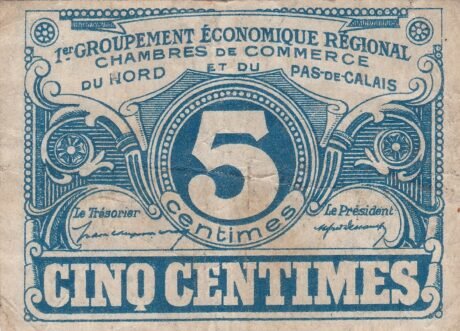 1er GROUPEMENT ÉCONOMIQUE RÉGIONAL
CHAMBRES DE COMMERCE
DU NORD ET DU PAS-DE-CALAIS
5
centimes
Le Trésorier Le Président
CINQ CENTIMES